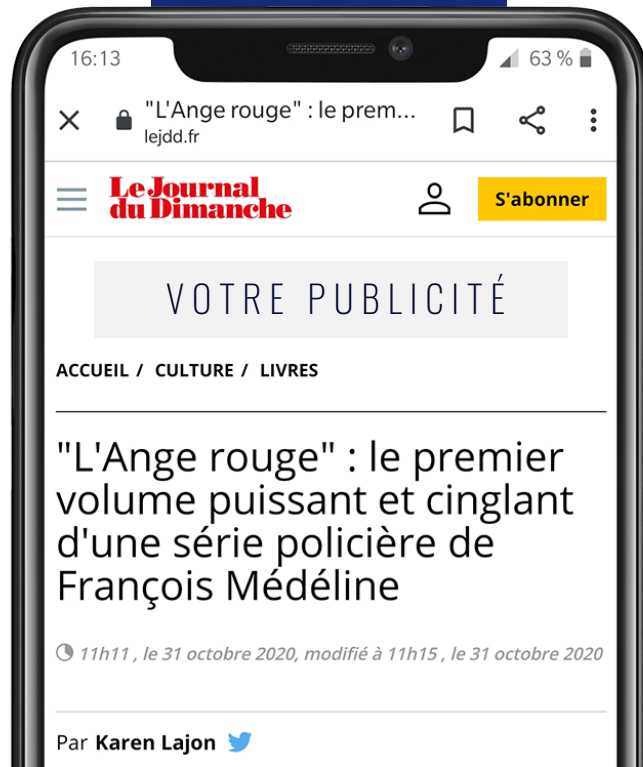 16:13
63 %
"L'Ange rouge" : le prem...
lejdd.fr
Le Journal
du Dimanche
S'abonner
VOTRE PUBLICITÉ
ACCUEIL / CULTURE / LIVRES
"L'Ange rouge" : le premier
volume puissant et cinglant
d'une série policière de
François Médéline
11h11 , le 31 octobre 2020, modifié à 11h15 , le 31 octobre 2020
Par Karen Lajon